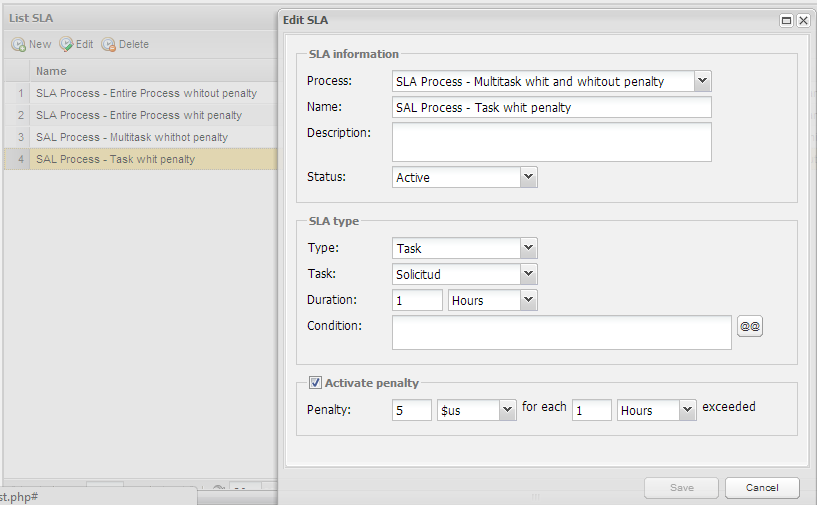 List SLA
New Edit Delete
Name
1 SLA Process - Entire Process whitout penalty
2 SLA Process - Entire Process whit penalty
3 SAL Process - Multitask whithot penalty
4 SAL Process - Task whit penalty
st.php#
Edit SLA
SLA information
Process: SLA Process - Multitask whit and whitout penalty
Name: SAL Process - Task whit penalty
Description:
Status: Active
SLA type
Type: Task
Task: Solicitud
Duration: 1 Hours
Condition: @@
Activate penalty
Penalty: 5 $us for each 1 Hours exceeded
Save Cancel